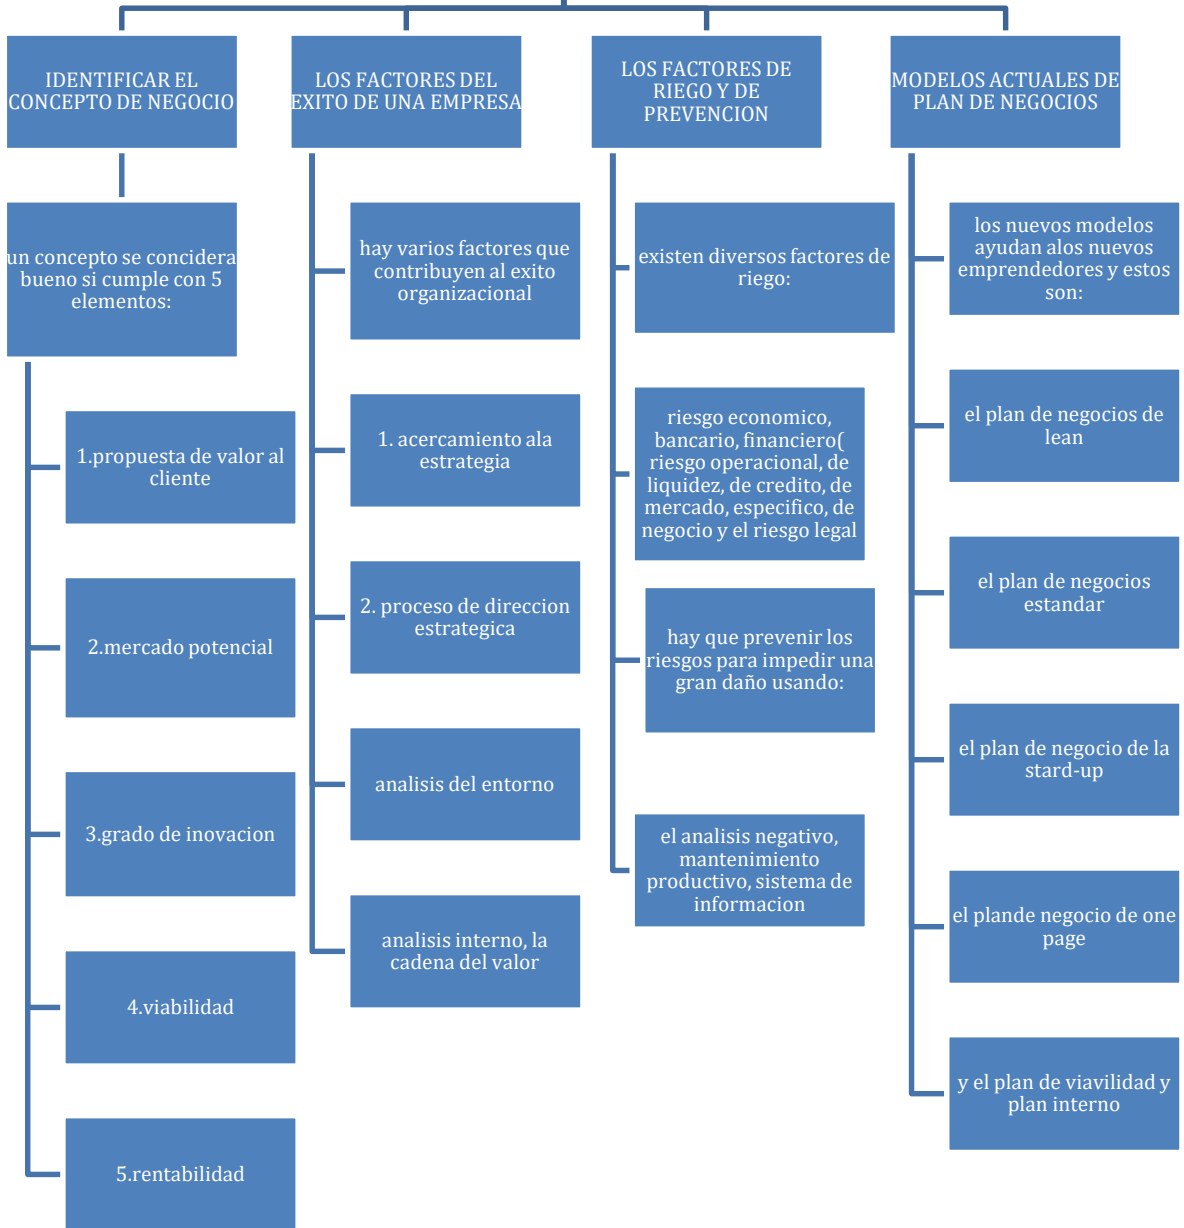 IDENTIFICAR EL
CONCEPTO DE NEGOCIO
un concepto se concidera
bueno si cumple con 5
elementos:
1.propuesta de valor al
cliente
2.mercado potencial
3.grado de inovacion
4.viabilidad
5.rentabilidad
LOS FACTORES DEL
EXITO DE UNA EMPRESA
hay varios factores que
contribuyen al exito
organizacional
1. acercamiento ala
estrategia
2. proceso de direccion
estrategica
analisis del entorno
analisis interno, la
cadena del valor
LOS FACTORES DE
RIEGO Y DE
PREVENCION
existen diversos factores de
riego:
riesgo economico,
bancario, financiero(
riesgo operacional, de
liquidez, de credito, de
mercado, especifico, de
negocio y el riesgo legal
hay que prevenir los
riesgos para impedir una
gran daño usando:
el analisis negativo,
mantenimiento
productivo, sistema de
informacion
MODELOS ACTUALES DE
PLAN DE NEGOCIOS
los nuevos modelos
ayudan alos nuevos
emprendedores y estos
son:
el plan de negocios de
lean
el plan de negocios
estandar
el plan de negocio de la
stard-up
el plande negocio de one
page
y el plan de viavilidad y
plan interno